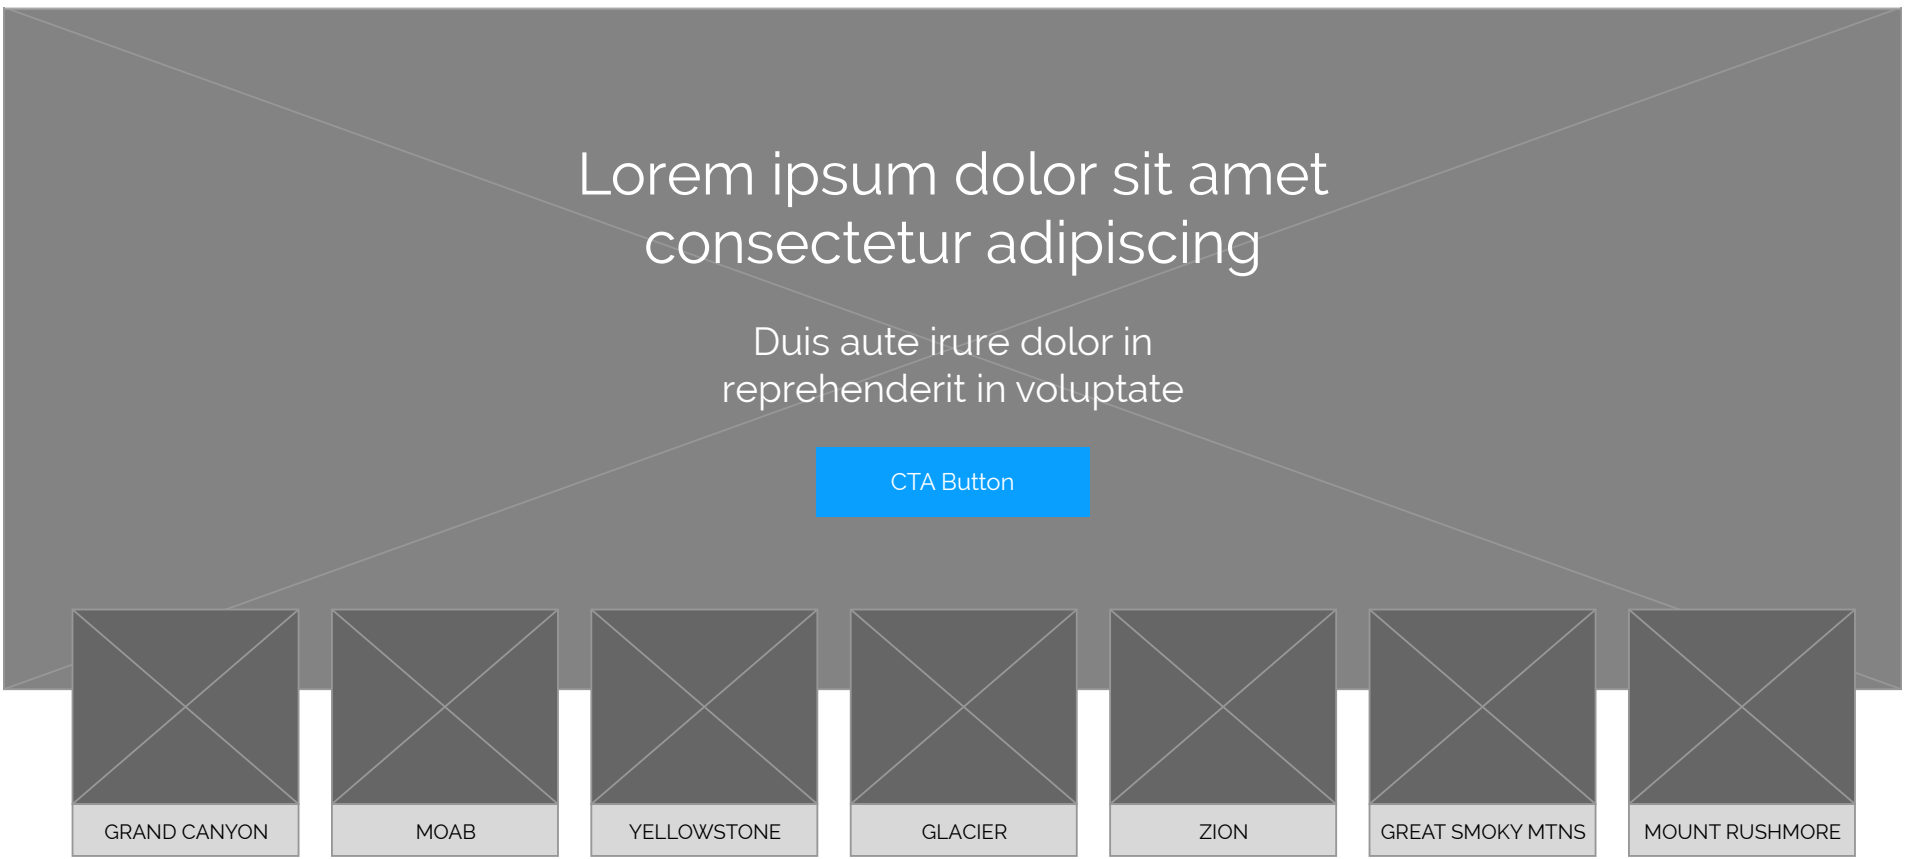 Lorem ipsum dolor sit amet
consectetur adipiscing
Duis aute irure dolor in
reprehenderit in voluptate
CTA Button
GRAND CANYON
MOAB
YELLOWSTONE
GLACIER
ZION
GREAT SMOKY MTNS
MOUNT RUSHMORE